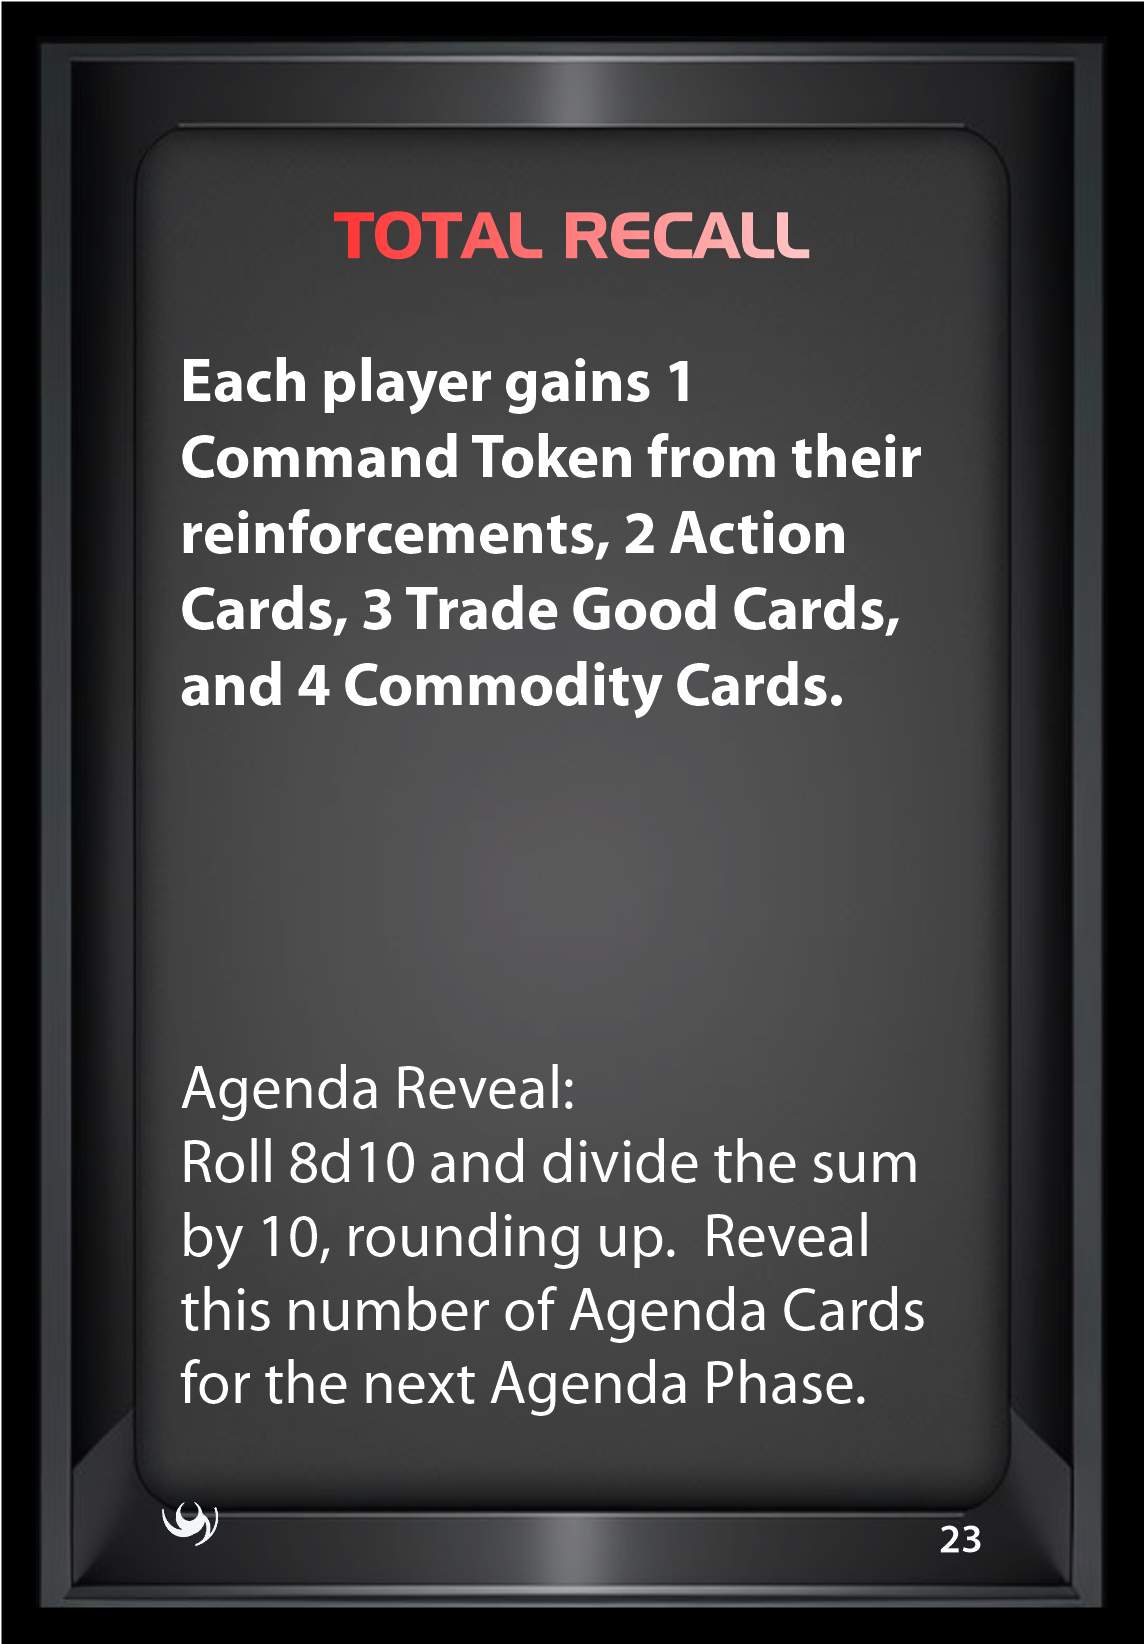 TOTAL RECALL
Each player gains 1
Command Token from their
reinforcements, 2 Action
Cards, 3 Trade Good Cards,
and 4 Commodity Cards.
Agenda Reveal:
Roll 8d10 and divide the sum
by 10, rounding up.  Reveal
this number of Agenda Cards
for the next Agenda Phase.
23